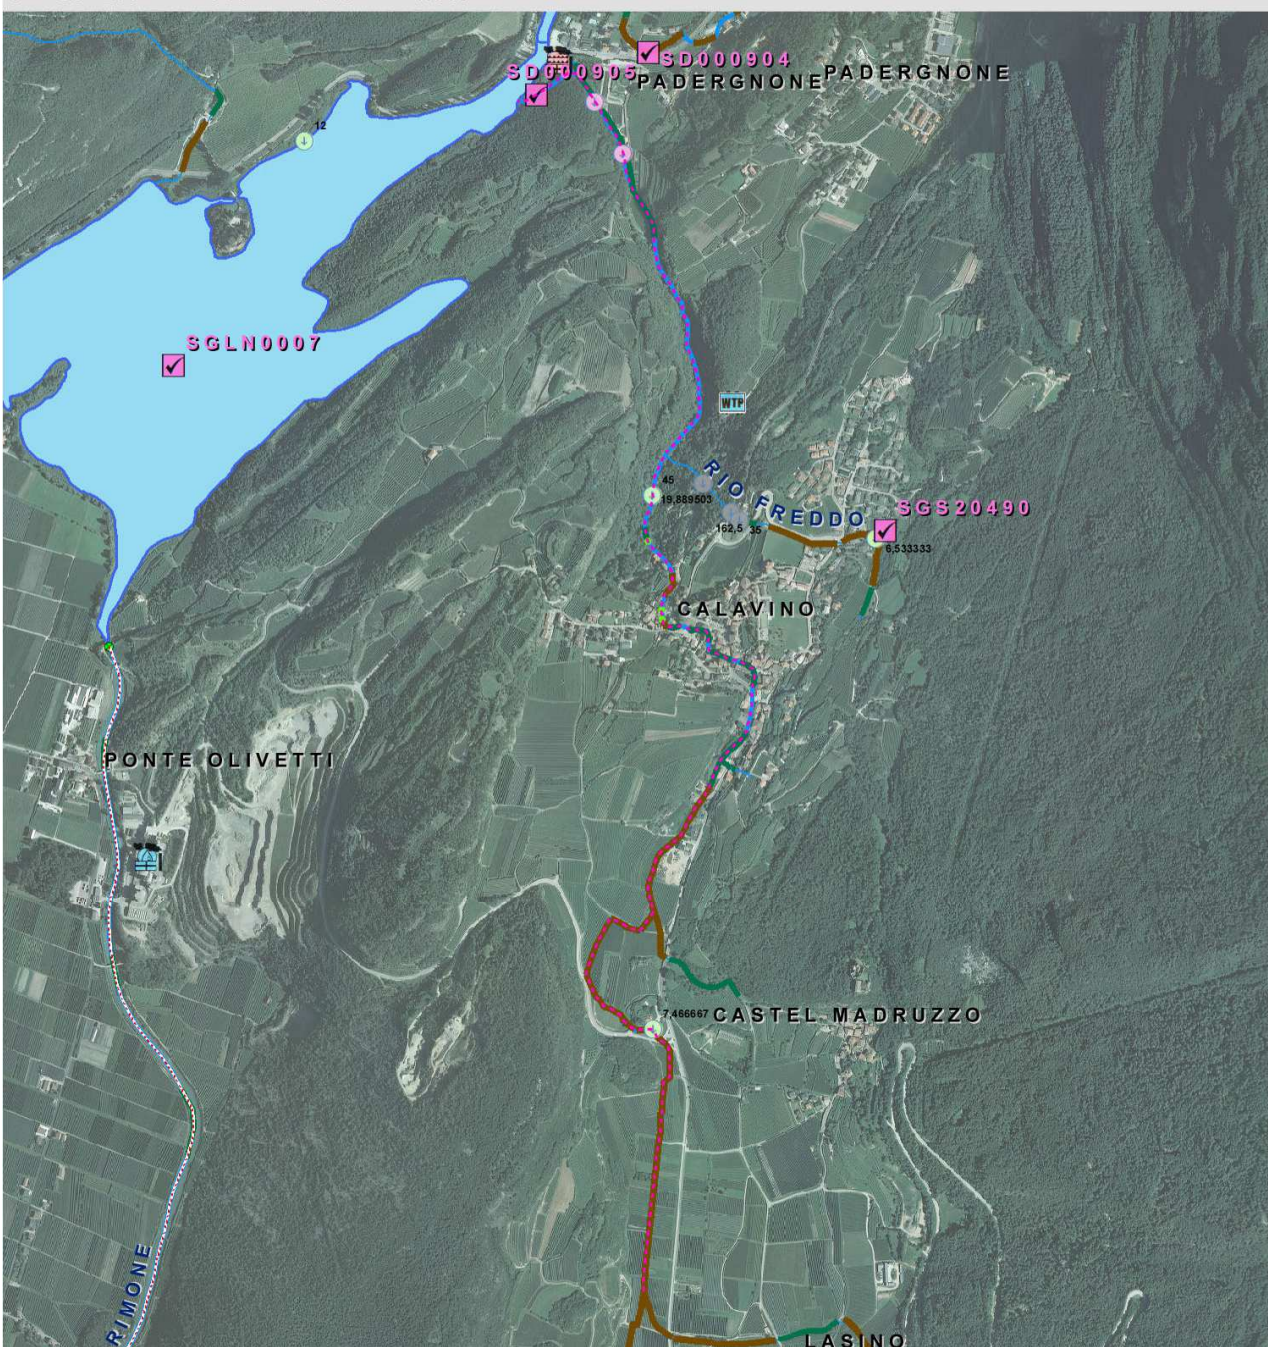 SD000904
SD000905
PADERGNONE
PADERGNONE
12
SGLN0007
WTP
RIO FREDDO
45
19,889503
162,5
35
SGS20490
6,533333
CALAVINO
PONTE OLIVETTI
7,466667
CASTEL MADRUZZO
RIMONE
LASINO